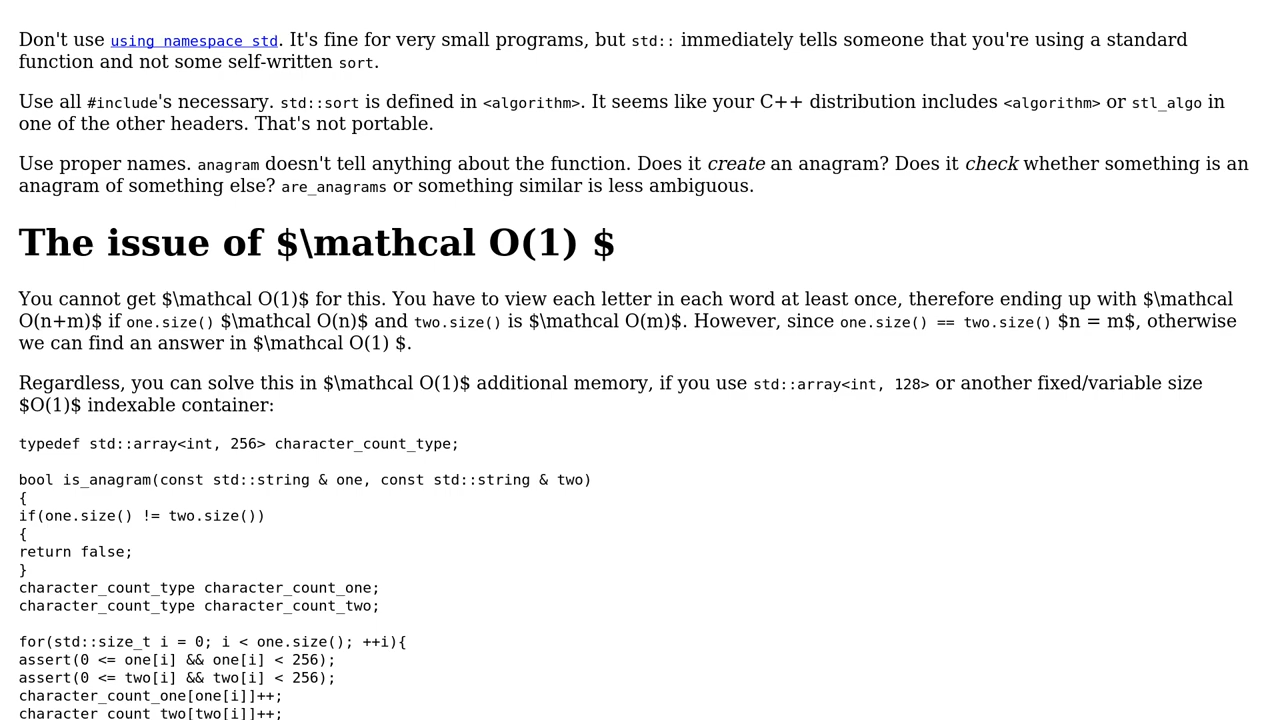 Don't use using namespace std. It's fine for very small programs, but std:: immediately tells someone that you're using a standard
function and not some self-written sort.
Use all #include's necessary. std::sort is defined in <algorithm>. It seems like your C++ distribution includes <algorithm> or stl_algo in
one of the other headers. That's not portable.
Use proper names. anagram doesn't tell anything about the function. Does it create an anagram? Does it check whether something is an
anagram of something else? are_anagrams or something similar is less ambiguous.
The issue of $\mathcal O(1) $
You cannot get $\mathcal O(1)$ for this. You have to view each letter in each word at least once, therefore ending up with $\mathcal
O(n+m)$ if one.size() $\mathcal O(n)$ and two.size() is $\mathcal O(m)$. However, since one.size() == two.size() $n = m$, otherwise
we can find an answer in $\mathcal O(1) $.
Regardless, you can solve this in $\mathcal O(1)$ additional memory, if you use std::array<int, 128> or another fixed/variable size
$O(1)$ indexable container:
typedef std::array<int, 256> character_count_type;
bool is_anagram(const std::string & one, const std::string & two)
{
if(one.size() != two.size())
{
return false;
}
character_count_type character_count_one;
character_count_type character_count_two;
for(std::size_t i = 0; i < one.size(); ++i){
assert(0 <= one[i] && one[i] < 256);
assert(0 <= two[i] && two[i] < 256);
character_count_one[one[i]]++;
character_count_two[two[i]]++;